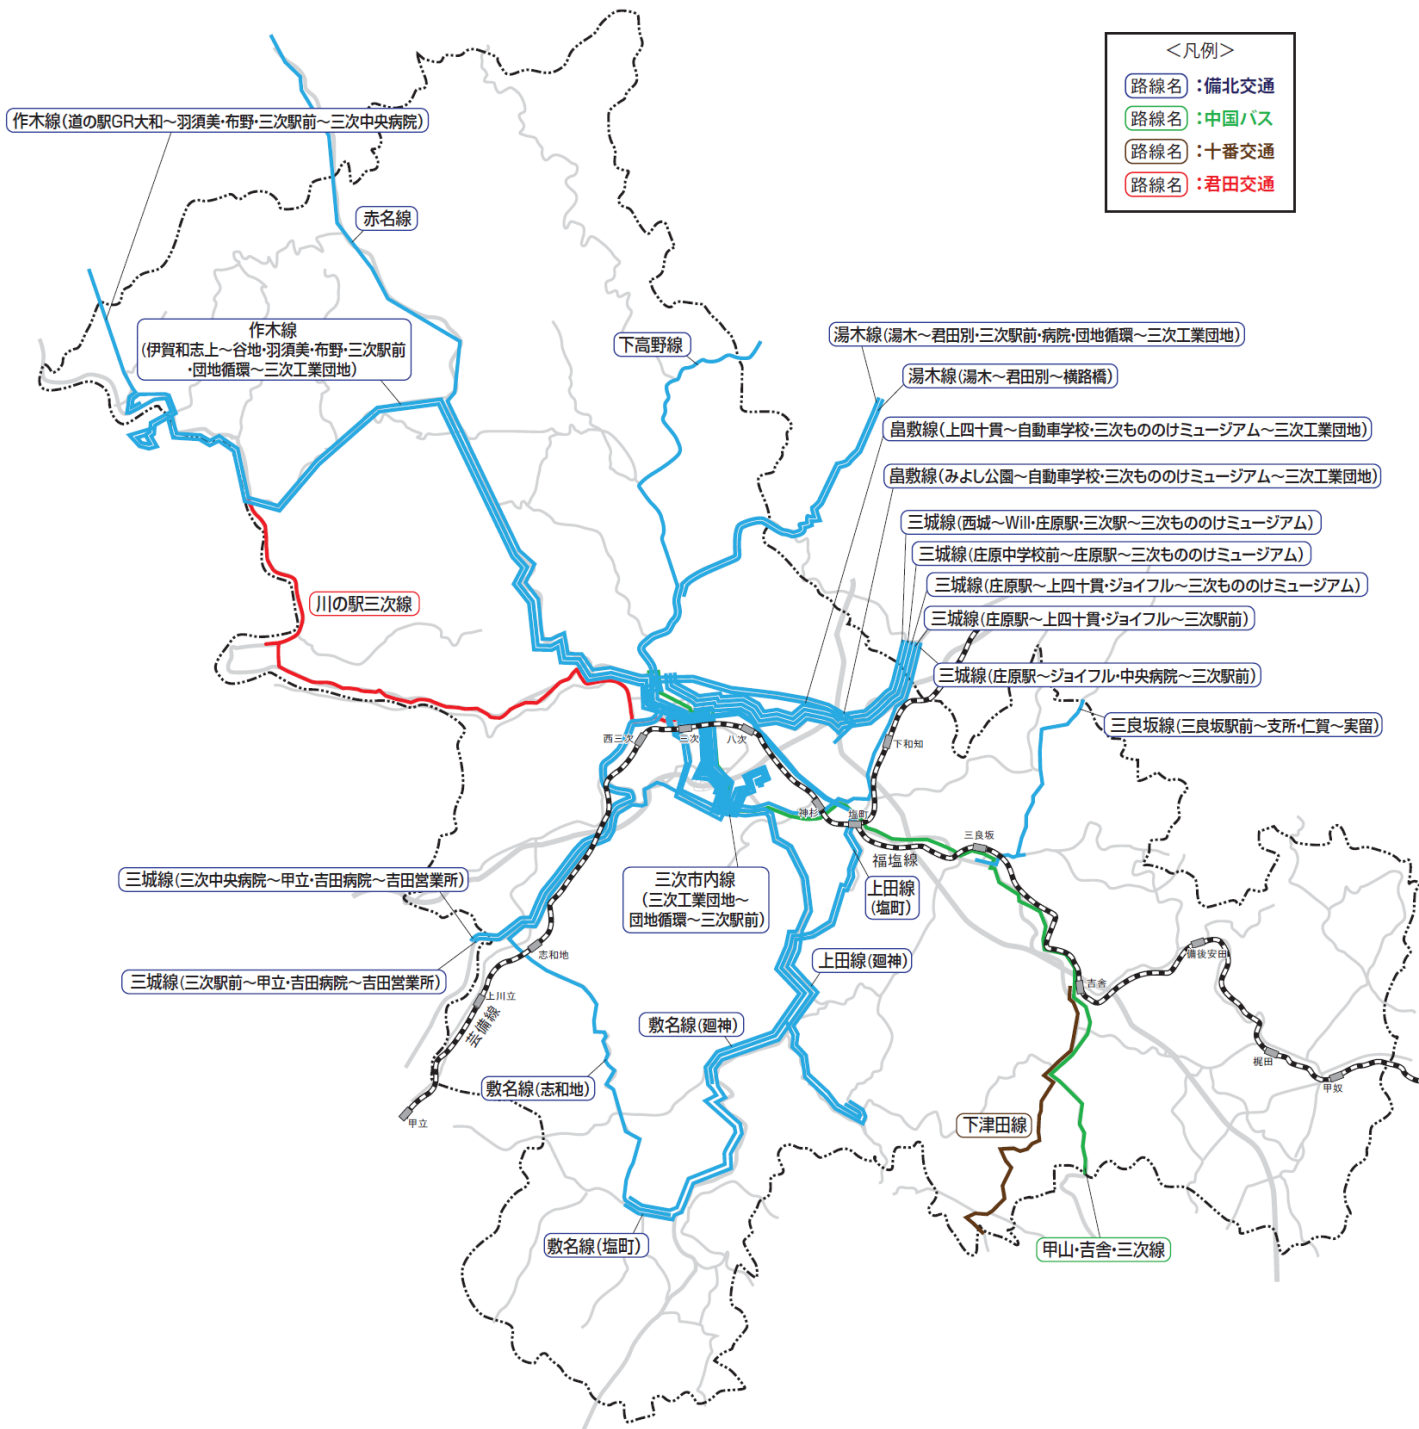 <凡例>
路線名：備北交通
路線名：中国バス
路線名：十番交通
路線名：君田交通
作木線(道の駅GR大和～羽須美・布野・三次駅前～三次中央病院)
赤名線
作木線
(伊賀和志上～谷地・羽須美・布野・三次駅前
・団地循環～三次工業団地)
下高野線
湯木線(湯木～君田別・三次駅前・病院・団地循環～三次工業団地)
湯木線(湯木～君田別～横路橋)
畠敷線(上四十貫～自動車学校・三次もののけミュージアム～三次工業団地)
畠敷線(みよし公園～自動車学校・三次もののけミュージアム～三次工業団地)
三城線(西城～Will・庄原駅・三次駅～三次もののけミュージアム)
三城線(庄原中学校前～庄原駅～三次もののけミュージアム)
三城線(庄原駅～上四十貫・ジョイフル～三次もののけミュージアム)
三城線(庄原駅～上四十貫・ジョイフル～三次駅前)
川の駅三次線
三城線(庄原駅～ジョイフル・中央病院～三次駅前)
三良坂線(三良坂駅前～支所・仁賀～実留)
西三次
三次
八次
下和知
神杉
塩町
三良坂
福塩線
三城線(三次中央病院～甲立・吉田病院～吉田営業所)
三次市内線
(三次工業団地～
団地循環～三次駅前)
上田線
(塩町)
志和地
上田線(廻神)
備後安田
三城線(三次駅前～甲立・吉田病院～吉田営業所)
吉舎
上川立
芸備線
敷名線(廻神)
梶田
敷名線(志和地)
甲奴
甲立
下津田線
敷名線(塩町)
甲山・吉舎・三次線